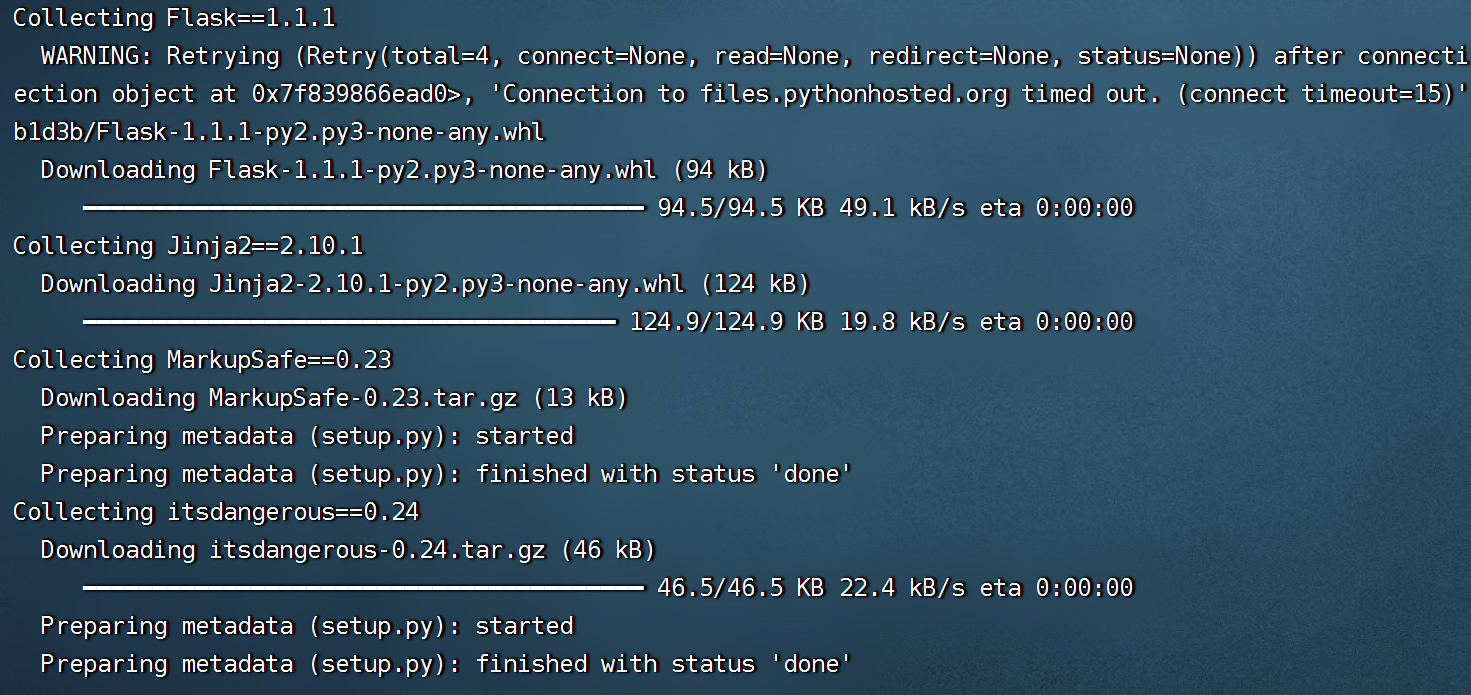 Collecting Flask==1.1.1
WARNING: Retrying (Retry(total=4, connect=None, read=None, redirect=None, status=None)) after connecti
ection object at 0x7f839866ead0>, 'Connection to files.pythonhosted.org timed out. (connect timeout=15)'
b1d3b/Flask-1.1.1-py2.py3-none-any.whl
Downloading Flask-1.1.1-py2.py3-none-any.whl (94 kB)
94.5/94.5 KB 49.1 kB/s eta 0:00:00
Collecting Jinja2==2.10.1
Downloading Jinja2-2.10.1-py2.py3-none-any.whl (124 kB)
124.9/124.9 KB 19.8 kB/s eta 0:00:00
Collecting MarkupSafe==0.23
Downloading MarkupSafe-0.23.tar.gz (13 kB)
Preparing metadata (setup.py): started
Preparing metadata (setup.py): finished with status 'done'
Collecting itsdangerous==0.24
Downloading itsdangerous-0.24.tar.gz (46 kB)
46.5/46.5 KB 22.4 kB/s eta 0:00:00
Preparing metadata (setup.py): started
Preparing metadata (setup.py): finished with status 'done'